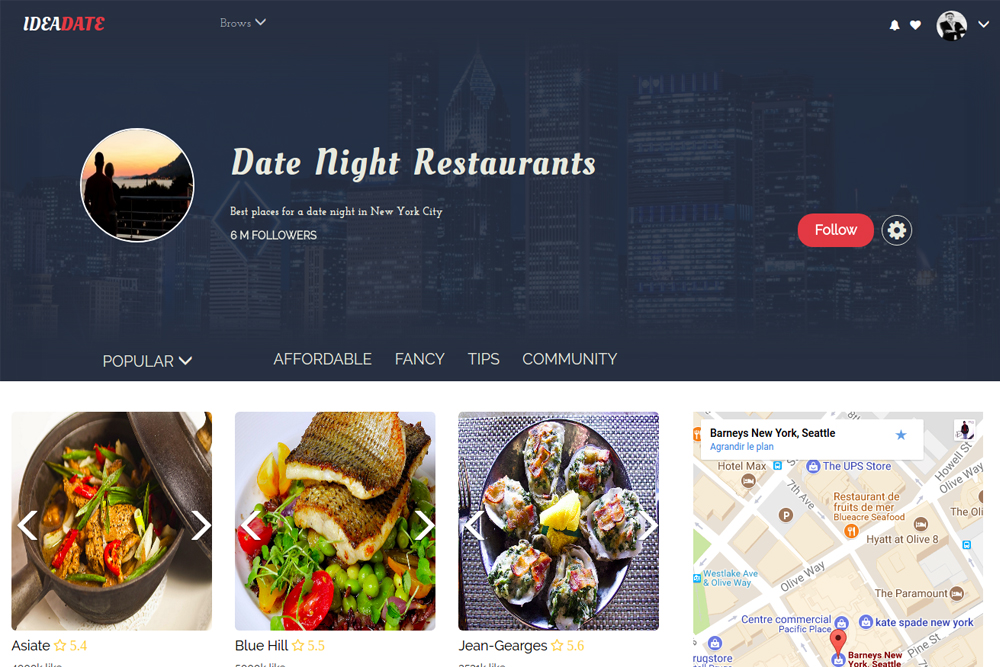 IDEADATE
Brows
Date Night Restaurants
Best places for a date night in New York City
6 M FOLLOWERS
Follow
POPULAR
AFFORDABLE
FANCY
TIPS
COMMUNITY
Asiate 5.4
Blue Hill 5.5
Jean-Gearges 5.6
Barneys New York, Seattle
Agrandir le plan
Hotel Max
The UPS Store
Howell St
Olive Way
7th Ave
Restaurant de
fruits de mer
Blueacre Seafood
P
The Oli
Hyatt at Olive 8
Westlake Ave
& Olive Way
Olive Way
The Paramount
Centre commercial
Pacific Place
kate spade new york
Pine St
Barneys New
York, Seattle